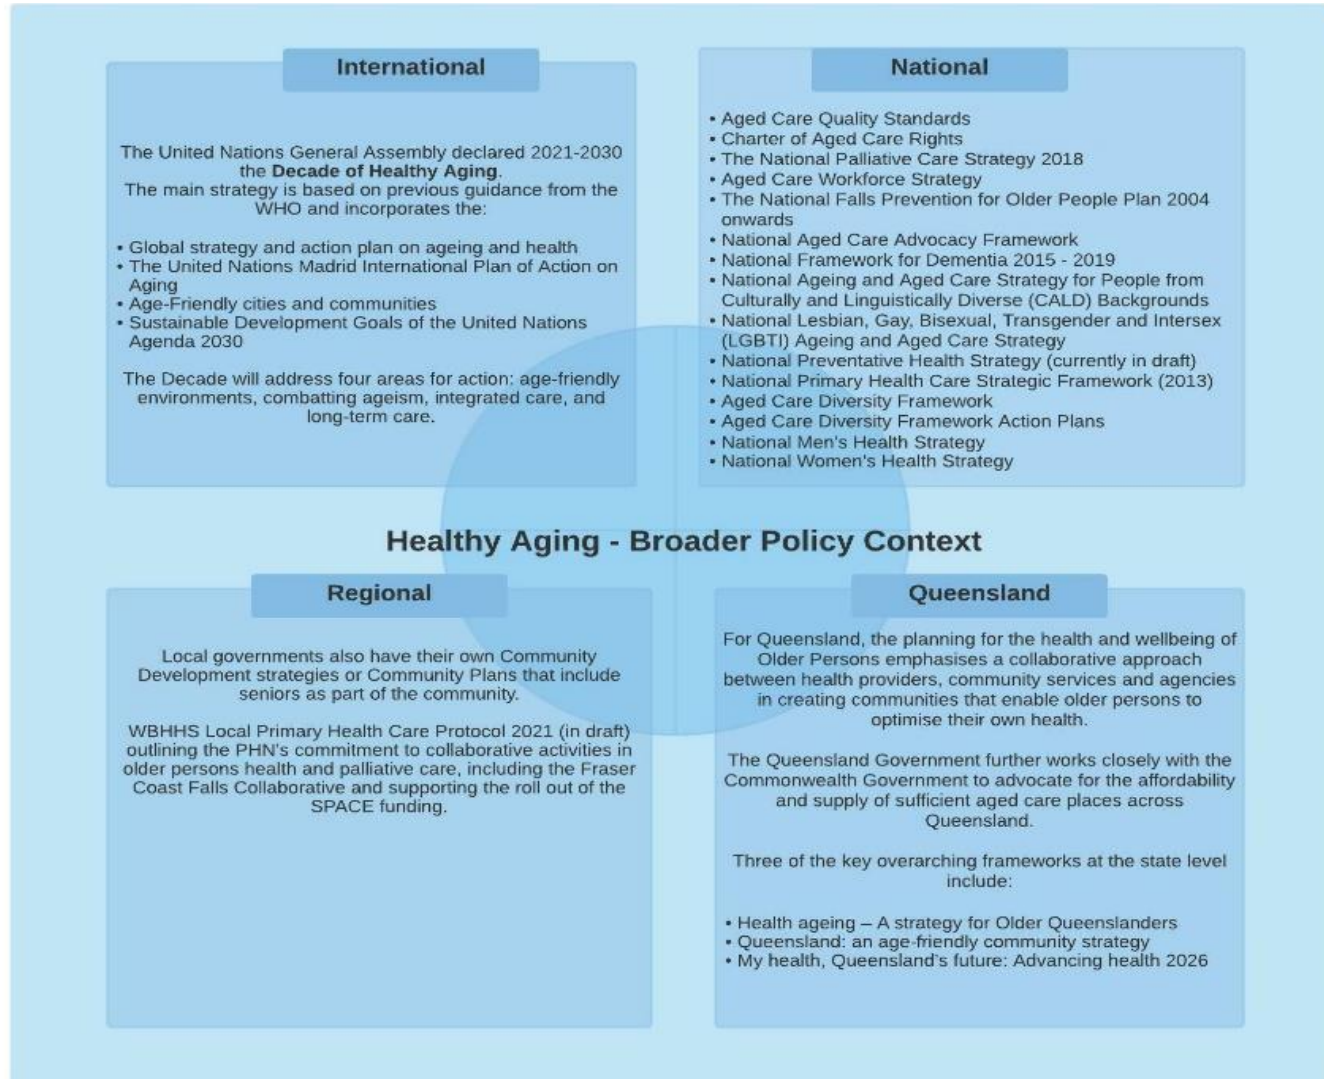 International
The United Nations General Assembly declared 2021-2030
the Decade of Healthy Aging.
The main strategy is based on previous guidance from the
WHO and incorporates the:
• Global strategy and action plan on ageing and health
• The United Nations Madrid International Plan of Action on
Aging
• Age-Friendly cities and communities
• Sustainable Development Goals of the United Nations
Agenda 2030
The Decade will address four areas for action: age-friendly
environments, combatting ageism, integrated care, and
long-term care.
National
• Aged Care Quality Standards
• Charter of Aged Care Rights
• The National Palliative Care Strategy 2018
• Aged Care Workforce Strategy
• The National Falls Prevention for Older People Plan 2004
onwards
• National Aged Care Advocacy Framework
• National Framework for Dementia 2015 - 2019
• National Ageing and Aged Care Strategy for People from
Culturally and Linguistically Diverse (CALD) Backgrounds
• National Lesbian, Gay, Bisexual, Transgender and Intersex
(LGBTI) Ageing and Aged Care Strategy
• National Preventative Health Strategy (currently in draft)
• National Primary Health Care Strategic Framework (2013)
• Aged Care Diversity Framework
• Aged Care Diversity Framework Action Plans
• National Men's Health Strategy
• National Women's Health Strategy
Healthy Aging - Broader Policy Context
Regional
Local governments also have their own Community
Development strategies or Community Plans that include
seniors as part of the community.
WBHHS Local Primary Health Care Protocol 2021 (in draft)
outlining the PHN's commitment to collaborative activities in
older persons health and palliative care, including the Fraser
Coast Falls Collaborative and supporting the roll out of the
SPACE funding.
Queensland
For Queensland, the planning for the health and wellbeing of
Older Persons emphasises a collaborative approach
between health providers, community services and agencies
in creating communities that enable older persons to
optimise their own health.
The Queensland Government further works closely with the
Commonwealth Government to advocate for the affordability
and supply of sufficient aged care places across
Queensland.
Three of the key overarching frameworks at the state level
include:
• Health ageing – A strategy for Older Queenslanders
• Queensland: an age-friendly community strategy
• My health, Queensland's future: Advancing health 2026